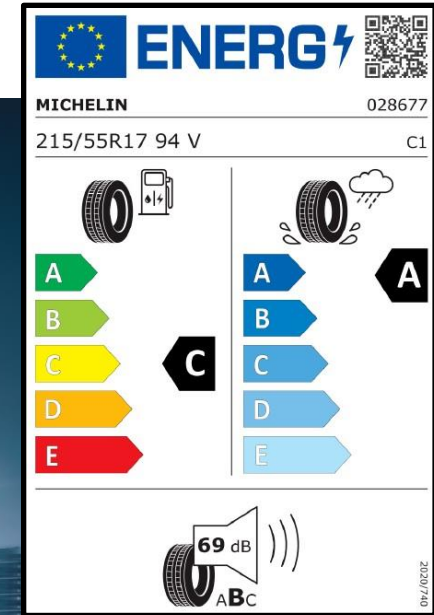 ENERG
MICHELIN 028677
215/55R17 94 V C1
A A A
B B
C C C
D D
E E
69 dB
ABC
2020/740